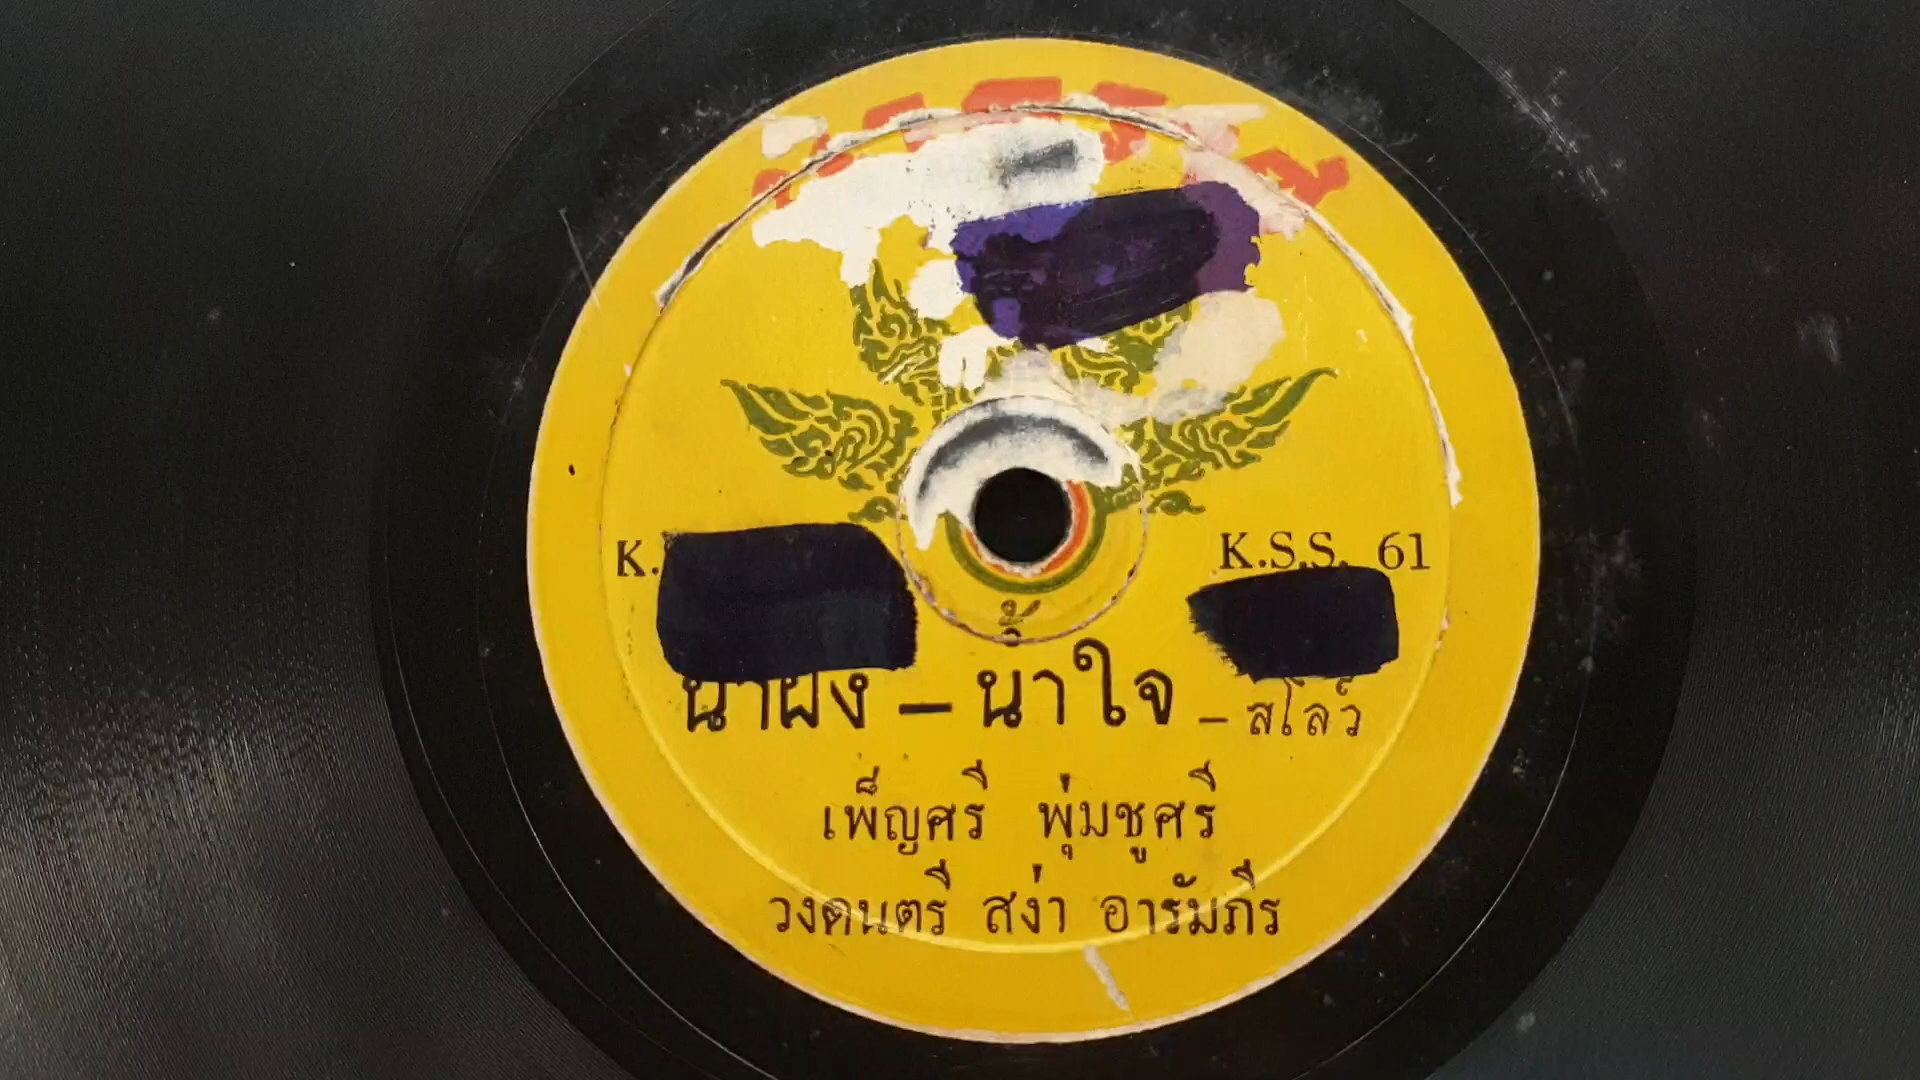 K. K.S.S. 61
น้ำผึ้ง – น้ำใจ – สโลว์
เพ็ญศรี พุ่มชูศรี
วงดนตรี สง่า อารัมภีร